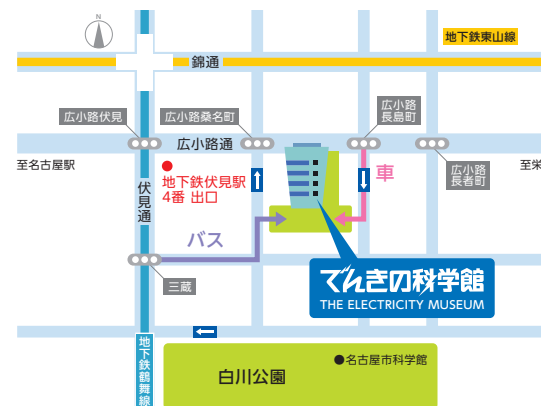 N
地下鉄東山線
錦通
広小路伏見
広小路桑名町
広小路
長島町
広小路通
至名古屋駅
地下鉄伏見駅
4番 出口
伏見通
車
広小路
長者町
至栄
バス
三蔵
でんきの科学館
THE ELECTRICITY MUSEUM
地下鉄鶴舞線
白川公園
名古屋市科学館